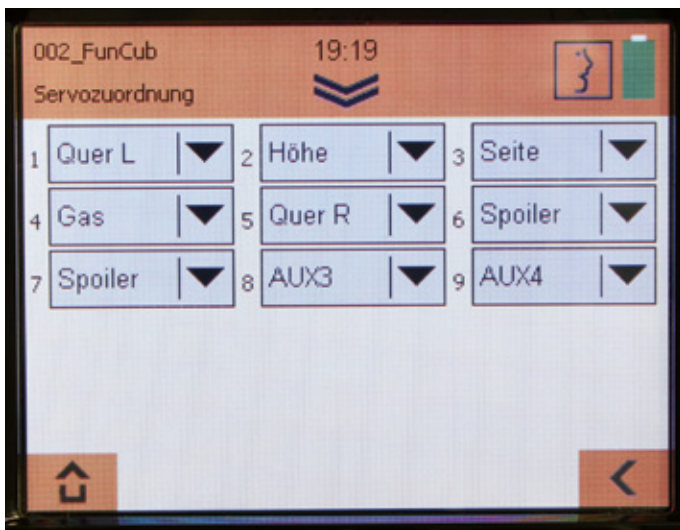 002_FunCub 19:19
Servozuordnung
1 Quer L 2 Höhe 3 Seite
4 Gas 5 Quer R 6 Spoiler
7 Spoiler 8 AUX3 9 AUX4